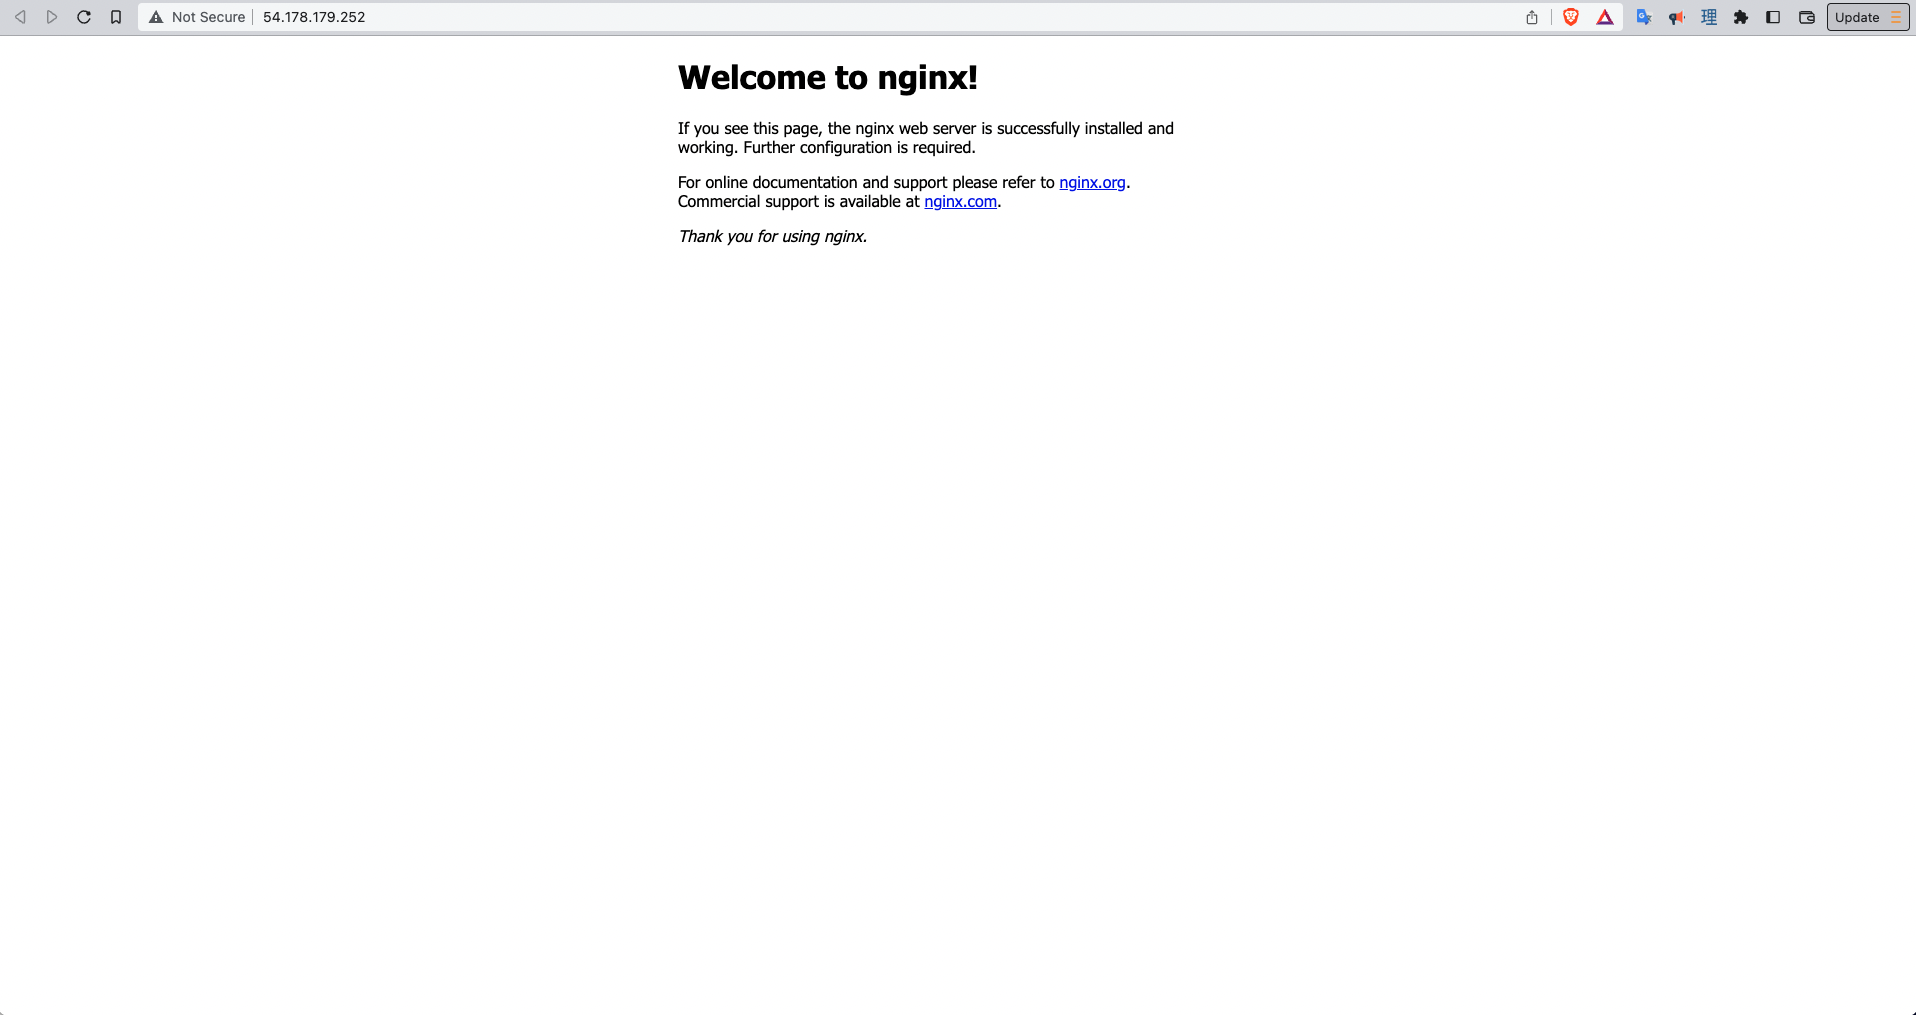 Not Secure 54.178.179.252 Update
Welcome to nginx!
If you see this page, the nginx web server is successfully installed and
working. Further configuration is required.
For online documentation and support please refer to nginx.org.
Commercial support is available at nginx.com.
Thank you for using nginx.